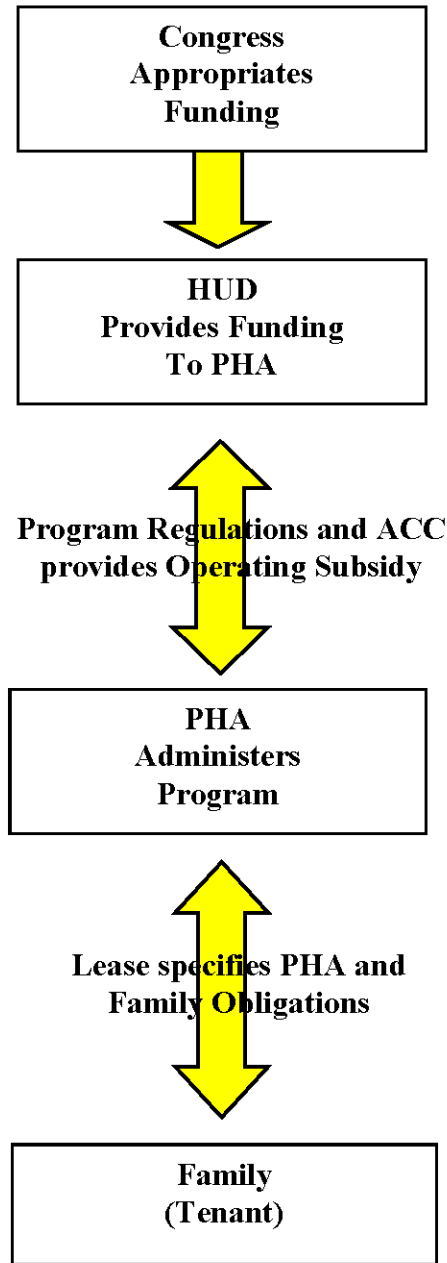 Congress
Appropriates
Funding
HUD
Provides Funding
To PHA
Program Regulations and ACC
provides Operating Subsidy
PHA
Administers
Program
Lease specifies PHA and
Family Obligations
Family
(Tenant)